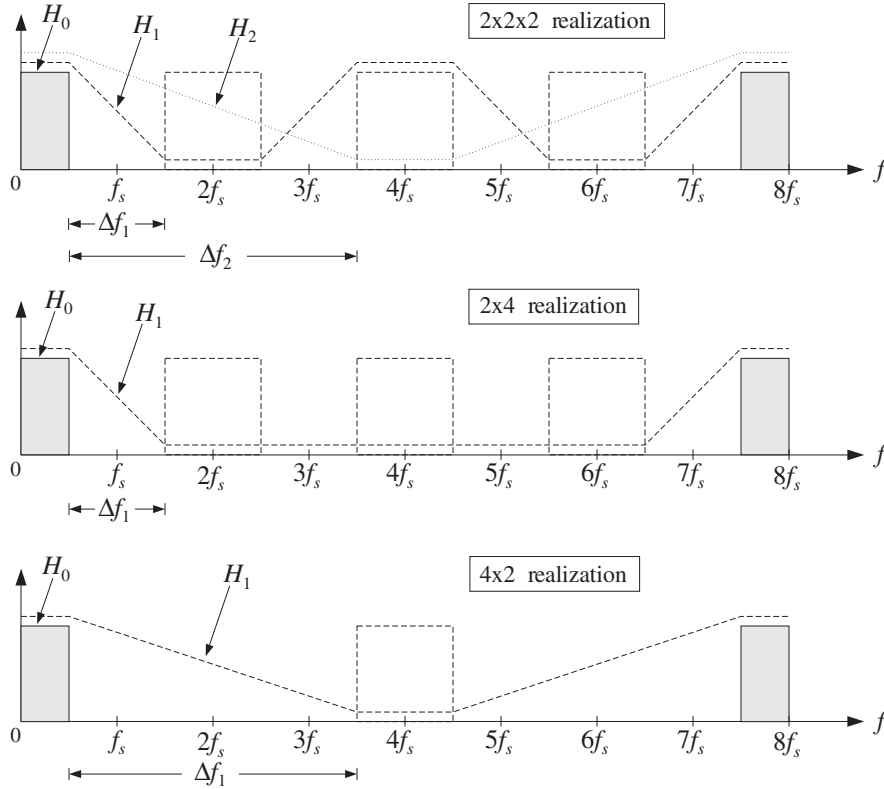 H₀
H₁
H₂
2x2x2 realization
0
fₛ
2fₛ
3fₛ
4fₛ
5fₛ
6fₛ
7fₛ
8fₛ
f
Δf₁
Δf₂
H₀
H₁
2x4 realization
0
fₛ
2fₛ
3fₛ
4fₛ
5fₛ
6fₛ
7fₛ
8fₛ
f
Δf₁
H₀
H₁
4x2 realization
0
fₛ
2fₛ
3fₛ
4fₛ
5fₛ
6fₛ
7fₛ
8fₛ
f
Δf₁